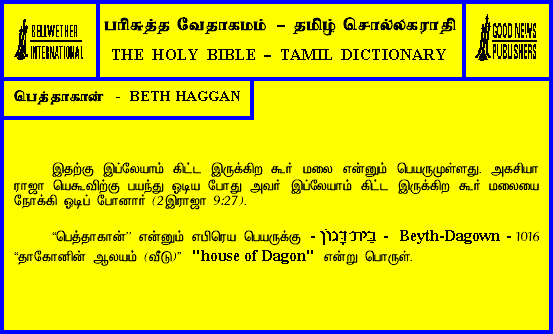 BELLWETHER
INTERNATIONAL
பரிசுத்த வேதாகமம் – தமிழ் சொல்லகராதி
THE HOLY BIBLE – TAMIL DICTIONARY
GOOD NEWS
PUBLISHERS
பெத்தாகான் - BETH HAGGAN
இதற்கு இப்லேயாம் கிட்ட இருக்கிற கூர் மலை என்னும் பெயருமுள்ளது. அகசியா
ராஜா யெகூவிற்கு பயந்து ஓடிய போது அவர் இப்லேயாம் கிட்ட இருக்கிற கூர் மலையை
நோக்கி ஓடிப் போனார் (2இராஜா 9:27).
“பெத்தாகான்” என்னும் எபிரெய பெயருக்கு - בֵּית־דָּגוֹן - Beyth-Dagown - 1016
“தாகோனின் ஆலயம் (வீடு)” "house of Dagon" என்று பொருள்.